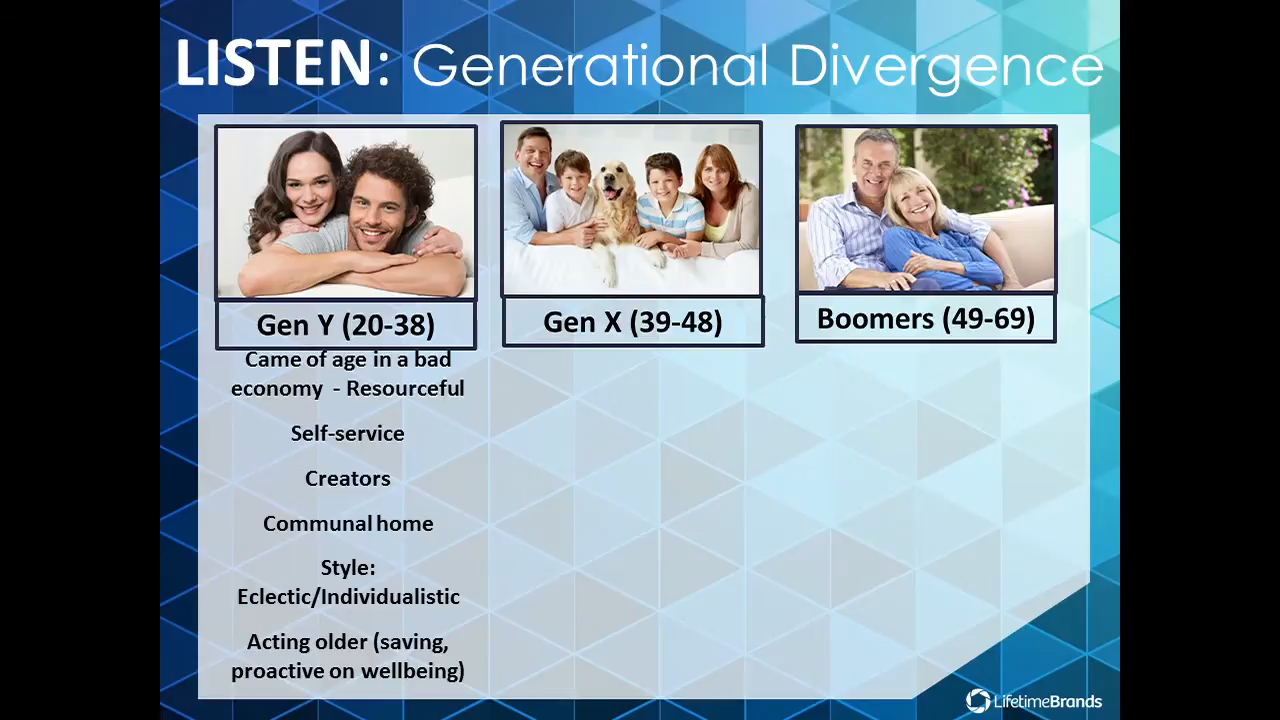 LISTEN: Generational Divergence
Gen Y (20-38)
Gen X (39-48)
Boomers (49-69)
Came of age in a bad
economy - Resourceful
Self-service
Creators
Communal home
Style:
Eclectic/Individualistic
Acting older (saving,
proactive on wellbeing)
LifetimeBrands